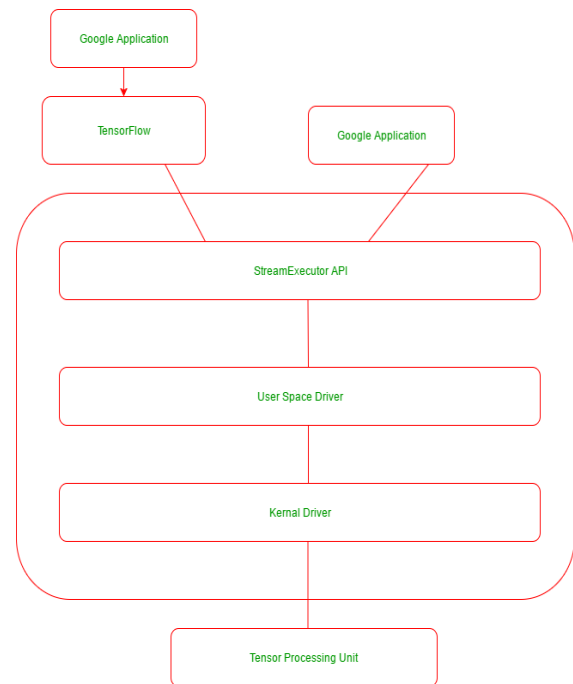 Google Application
TensorFlow
Google Application
StreamExecutor API
User Space Driver
Kernal Driver
Tensor Processing Unit